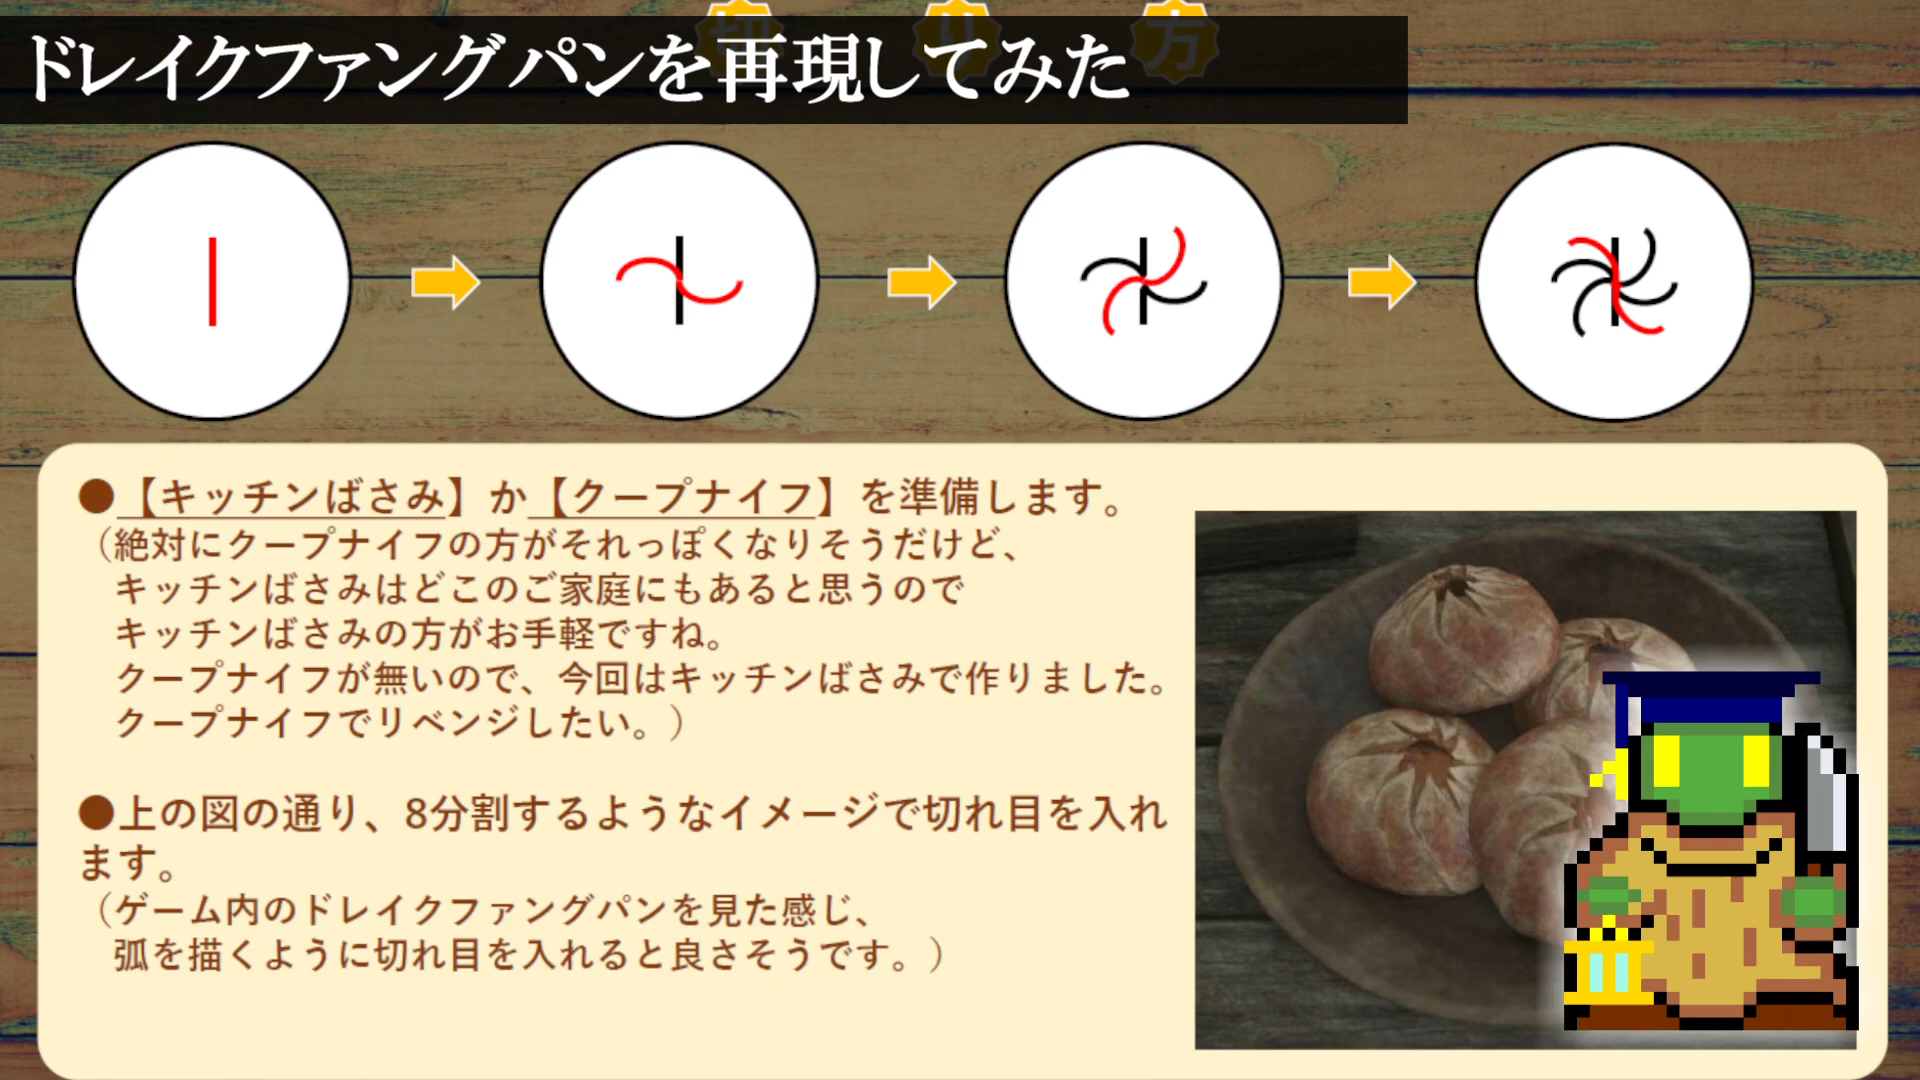 切り方
ドレイクファングパンを再現してみた
●【キッチンばさみ】か【クープナイフ】を準備します。
（絶対にクープナイフの方がそれっぽくなりそうだけど、
キッチンばさみはどこのご家庭にもあると思うので
キッチンばさみの方がお手軽ですね。
クープナイフが無いので、今回はキッチンばさみで作りました。
クープナイフでリベンジしたい。）
●上の図の通り、8分割するようなイメージで切れ目を入れ
ます。
（ゲーム内のドレイクファングパンを見た感じ、
弧を描くように切れ目を入れると良さそうです。）